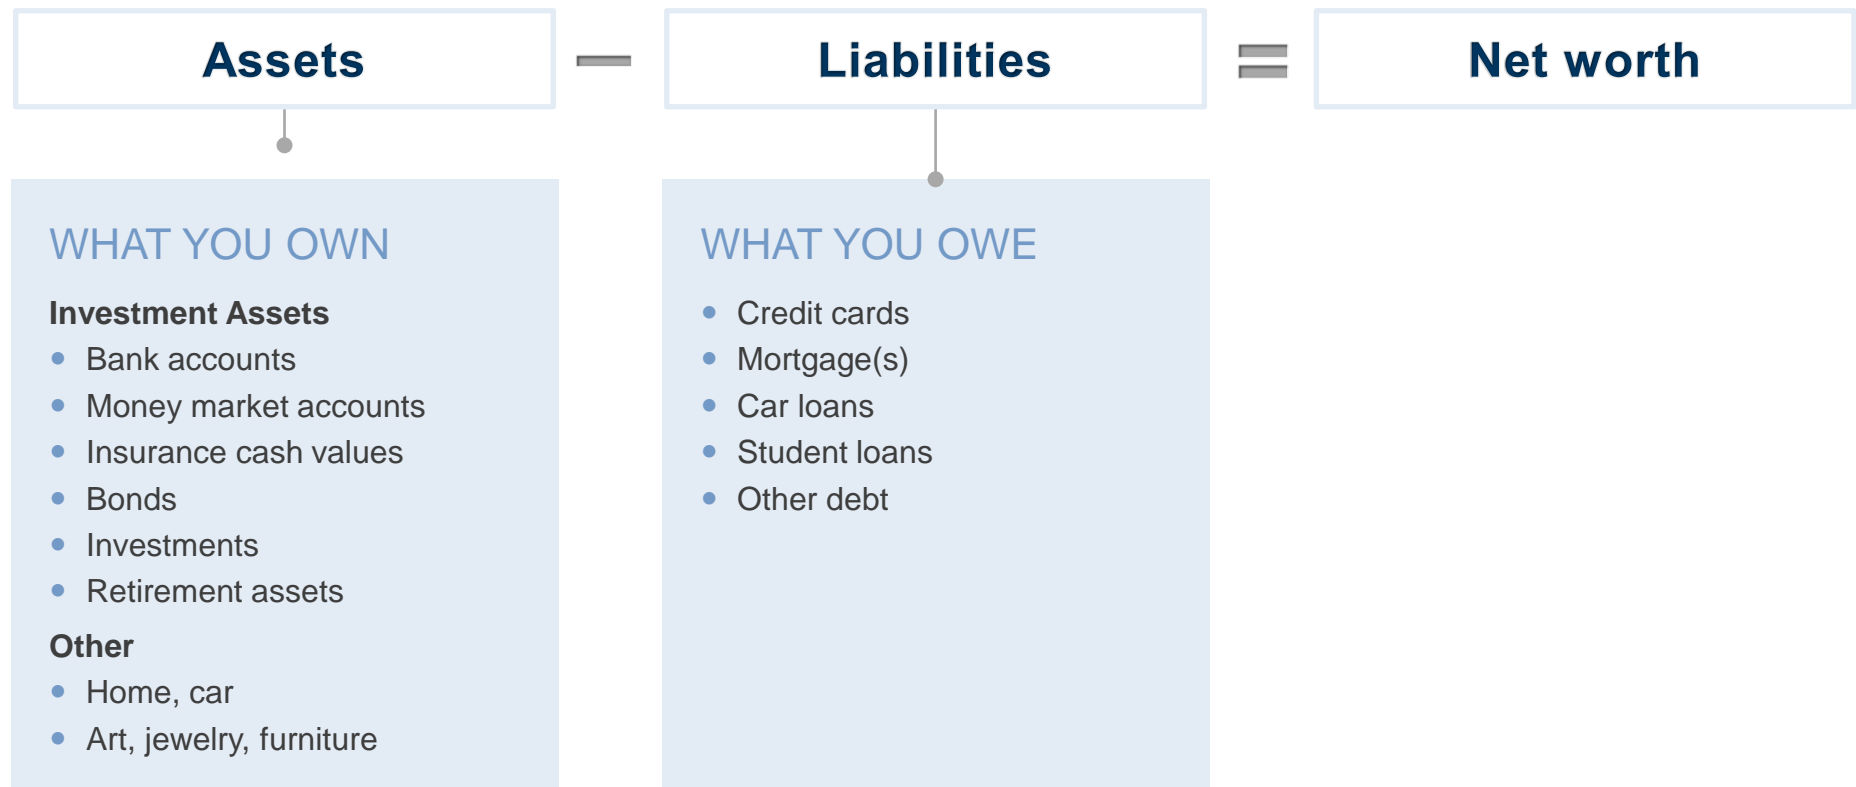 Assets — Liabilities = Net worth
WHAT YOU OWN
Investment Assets
• Bank accounts
• Money market accounts
• Insurance cash values
• Bonds
• Investments
• Retirement assets
Other
• Home, car
• Art, jewelry, furniture
WHAT YOU OWE
• Credit cards
• Mortgage(s)
• Car loans
• Student loans
• Other debt